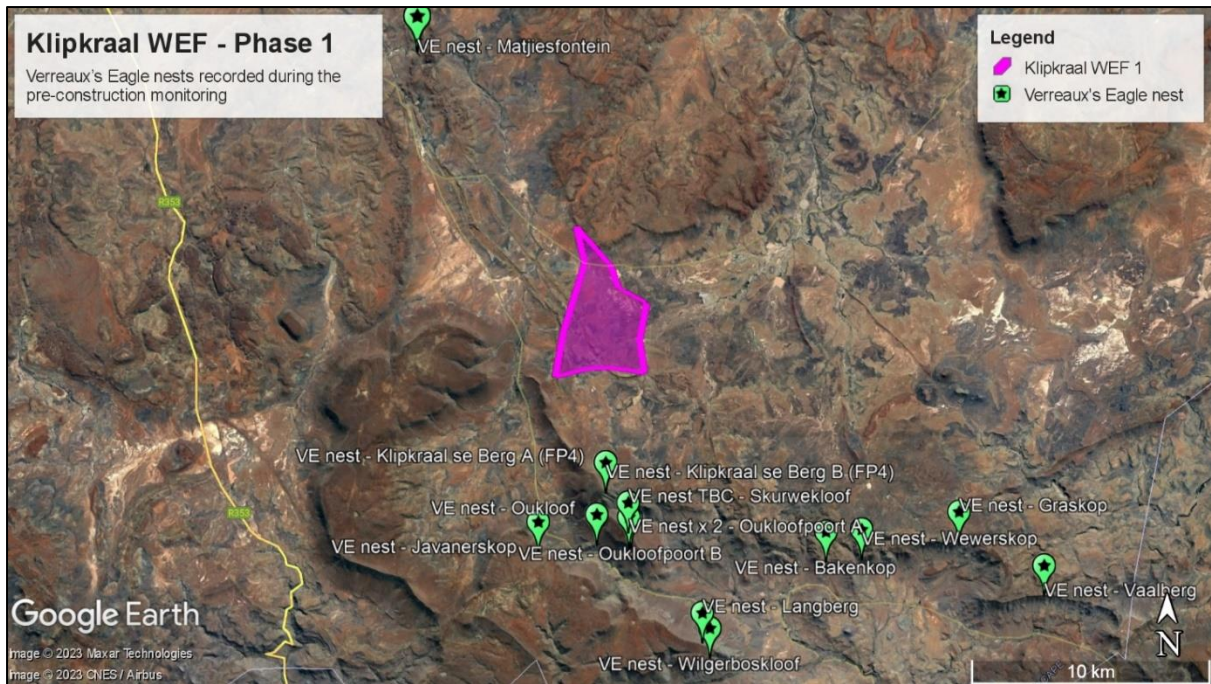 Klipkraal WEF - Phase 1
Verreaux's Eagle nests recorded during the
pre-construction monitoring
VE nest - Matjiesfontein
Legend
Klipkraal WEF 1
Verreaux's Eagle nest
R353
VE nest - Klipkraal se Berg A (FP4)
VE nest - Klipkraal se Berg B (FP4)
VE nest TBC - Skurwekloof
VE nest - Oukloof
VE nest - Graskop
VE nest x 2 - Oukloofpoort A
VE nest - Wewerskop
VE nest - Javanerskop
VE nest - Oukloofpoort B
VE nest - Bakenkop
R353
VE nest - Vaalberg
VE nest - Langberg
Google Earth
VE nest - Wilgerboskloof
N
Image © 2023 Maxar Technologies
Image © 2023 CNES / Airbus
10 km